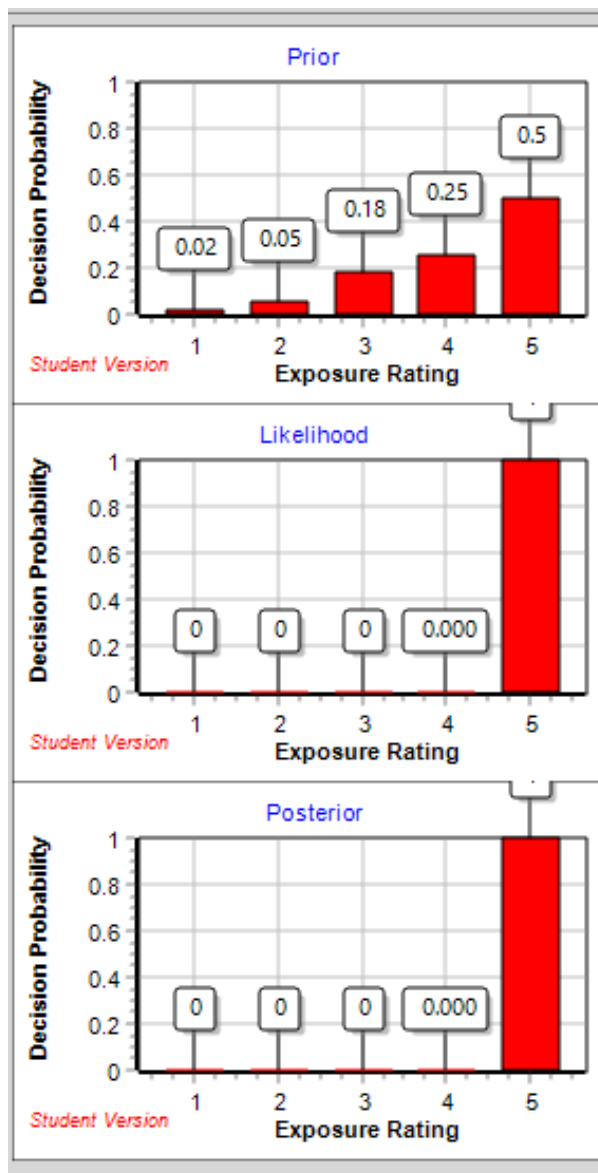 Prior
Decision Probability
1
0.8
0.6
0.4
0.2
0
0.02
0.05
0.18
0.25
0.5
1 2 3 4 5
Student Version
Exposure Rating
Likelihood
Decision Probability
1
0.8
0.6
0.4
0.2
0
0
0
0
0.000
1 2 3 4 5
Student Version
Exposure Rating
Posterior
Decision Probability
1
0.8
0.6
0.4
0.2
0
0
0
0
0.000
1 2 3 4 5
Student Version
Exposure Rating